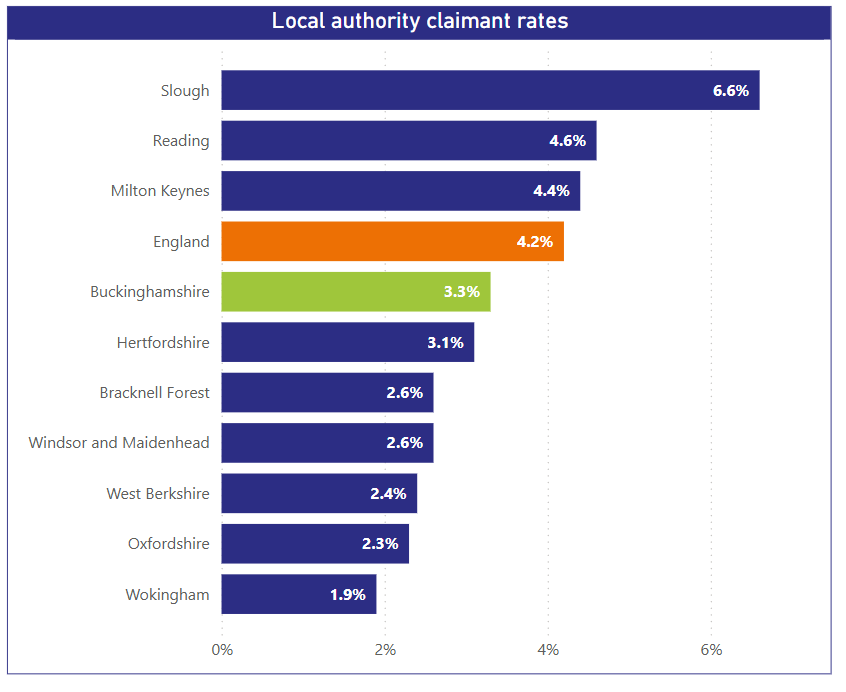 Local authority claimant rates
Slough 6.6%
Reading 4.6%
Milton Keynes 4.4%
England 4.2%
Buckinghamshire 3.3%
Hertfordshire 3.1%
Bracknell Forest 2.6%
Windsor and Maidenhead 2.6%
West Berkshire 2.4%
Oxfordshire 2.3%
Wokingham 1.9%
0% 2% 4% 6%